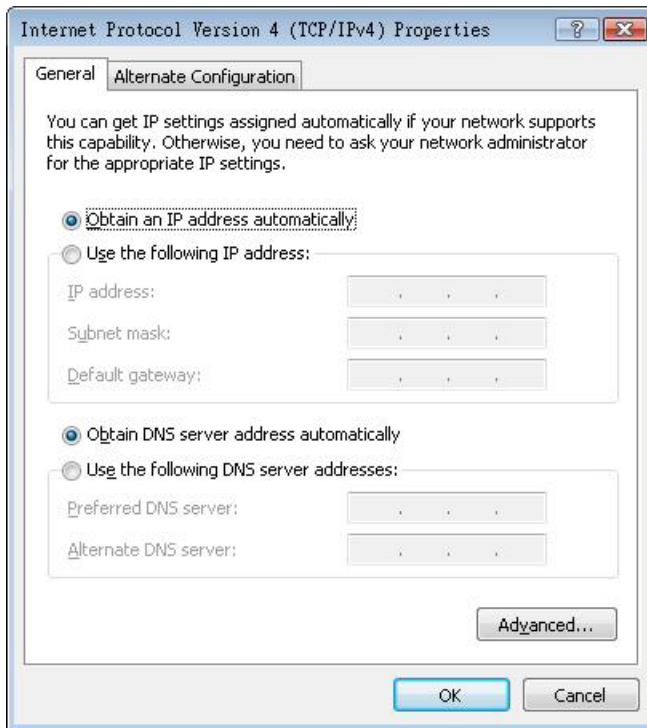 Internet Protocol Version 4 (TCP/IPv4) Properties
General
Alternate Configuration
You can get IP settings assigned automatically if your network supports
this capability. Otherwise, you need to ask your network administrator
for the appropriate IP settings.
Obtain an IP address automatically
Use the following IP address:
IP address:
Subnet mask:
Default gateway:
Obtain DNS server address automatically
Use the following DNS server addresses:
Preferred DNS server:
Alternate DNS server:
Advanced...
OK
Cancel